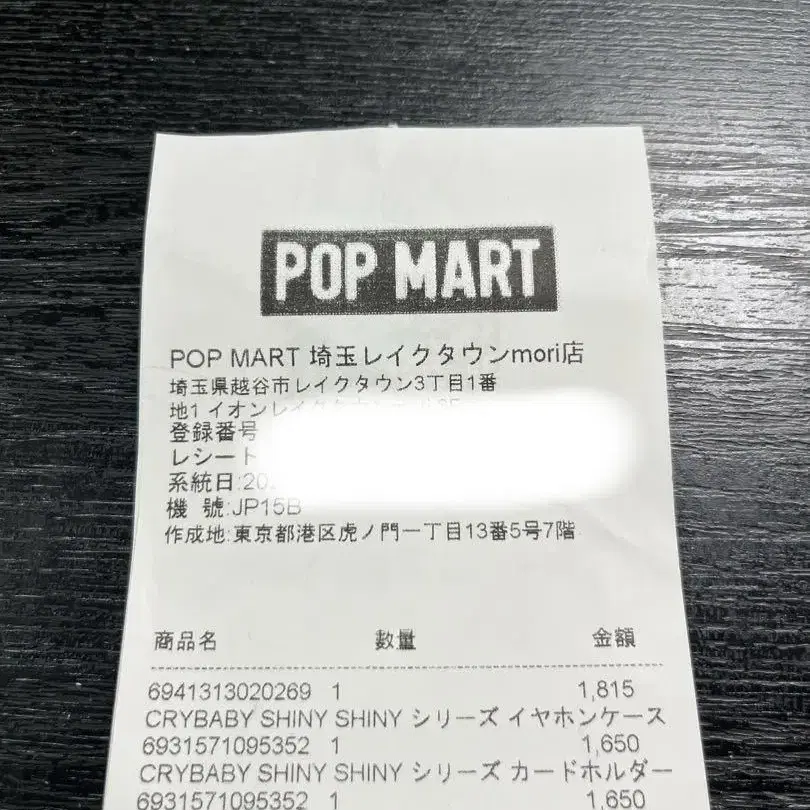 POP MART
POP MART 埼玉レイクタウンmori店
埼玉県越谷市レイクタウン3丁目1番
地1 イオンレイクタウン
登録番号
レシート
系統日:202
機 號:JP15B
作成地:東京都港区虎ノ門一丁目13番5号7階
商品名 数量 金額
6941313020269 1 1,815
CRYBABY SHINY SHINY シリーズ イヤホンケース
6931571095352 1 1,650
CRYBABY SHINY SHINY シリーズ カードホルダー
6931571095352 1 1,650